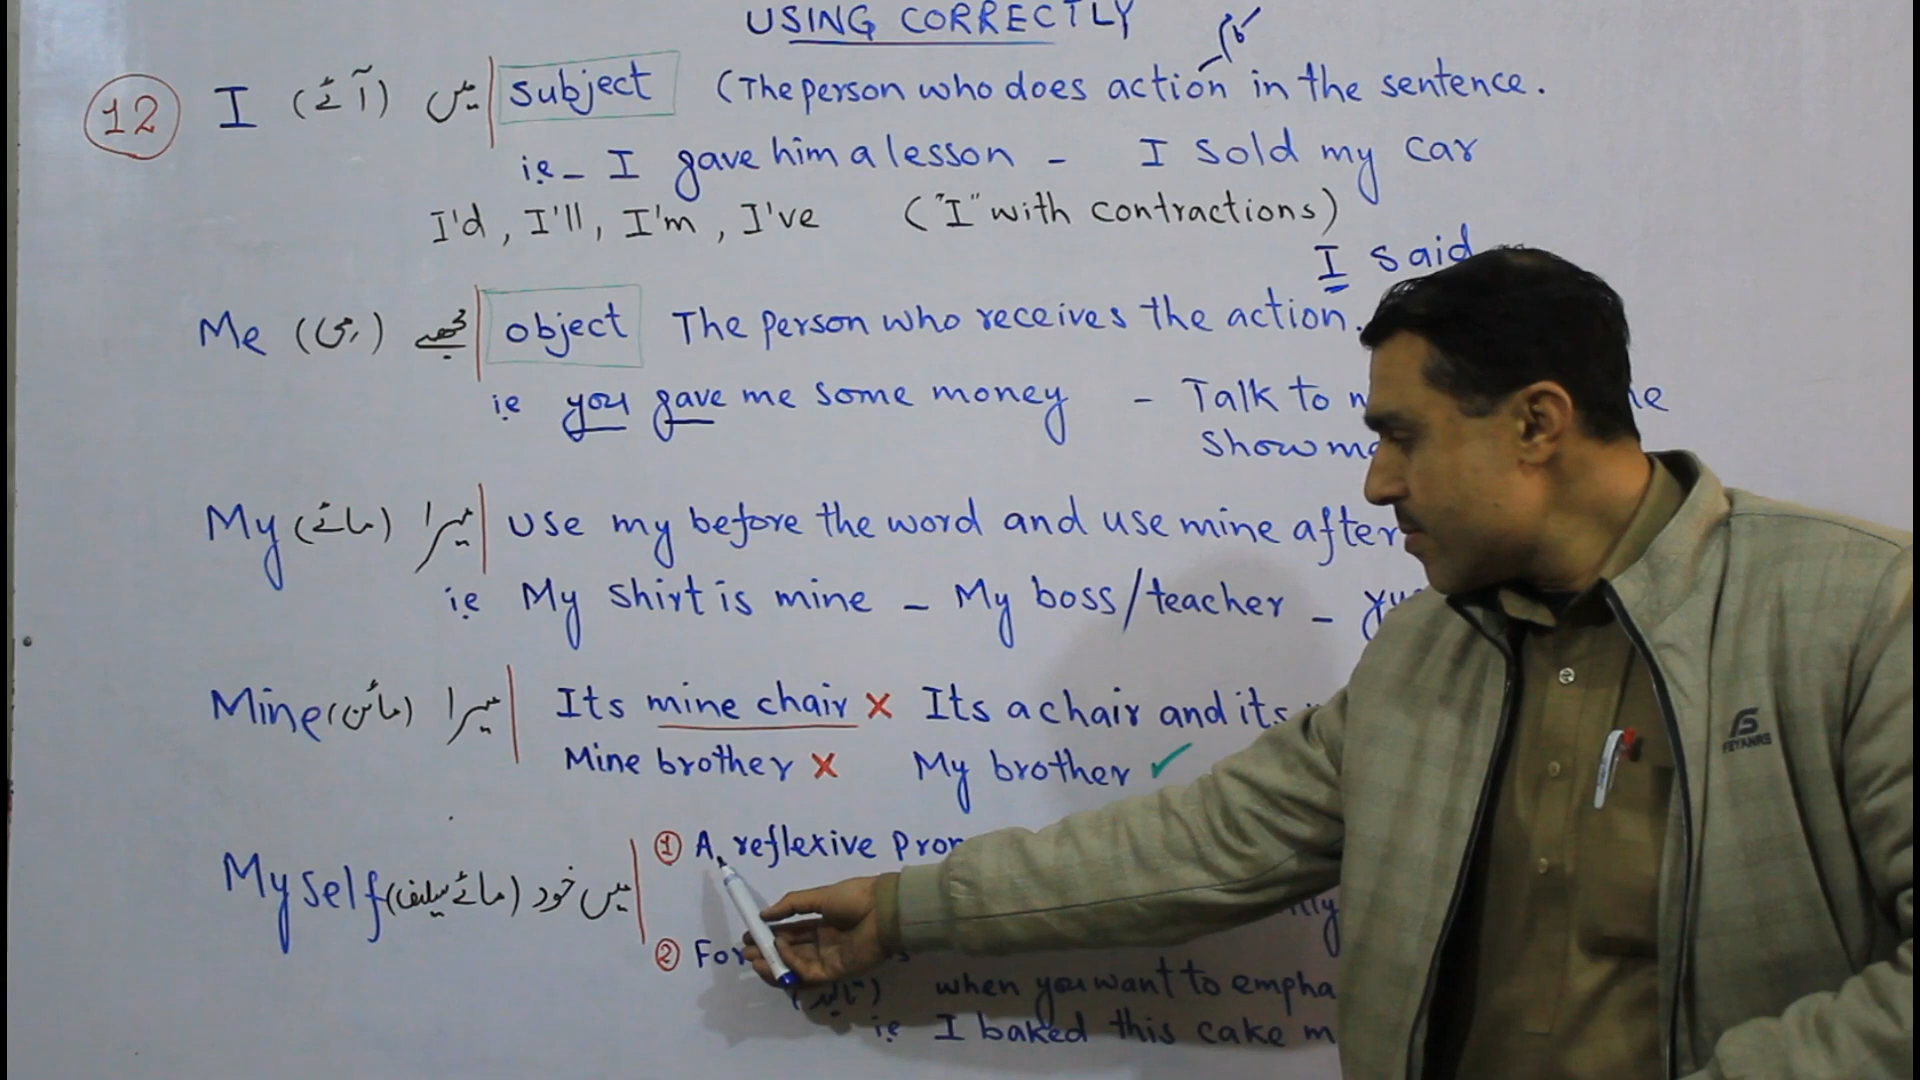 USING CORRECTLY
کام
12 I (آئے) میں subject (The person who does action in the sentence.
i.e - I gave him a lesson - I sold my car
I'd, I'll, I'm, I've ("I" with contractions)
I said
Me (می) مجھے object The person who receives the action.
i.e you gave me some money - Talk to
show
My (مائے) میرا use my before the word and use mine after
ie My shirt is mine - My boss/teacher -
Mine (مائن) میرا Its mine chair × Its a chair and its
Mine brother × My brother ✓
Myself (مائے سیلف) میں خود ① A reflexive Pron
② For
(تاکید) when you want to empha
ie I baked this cake m
FEYANRS